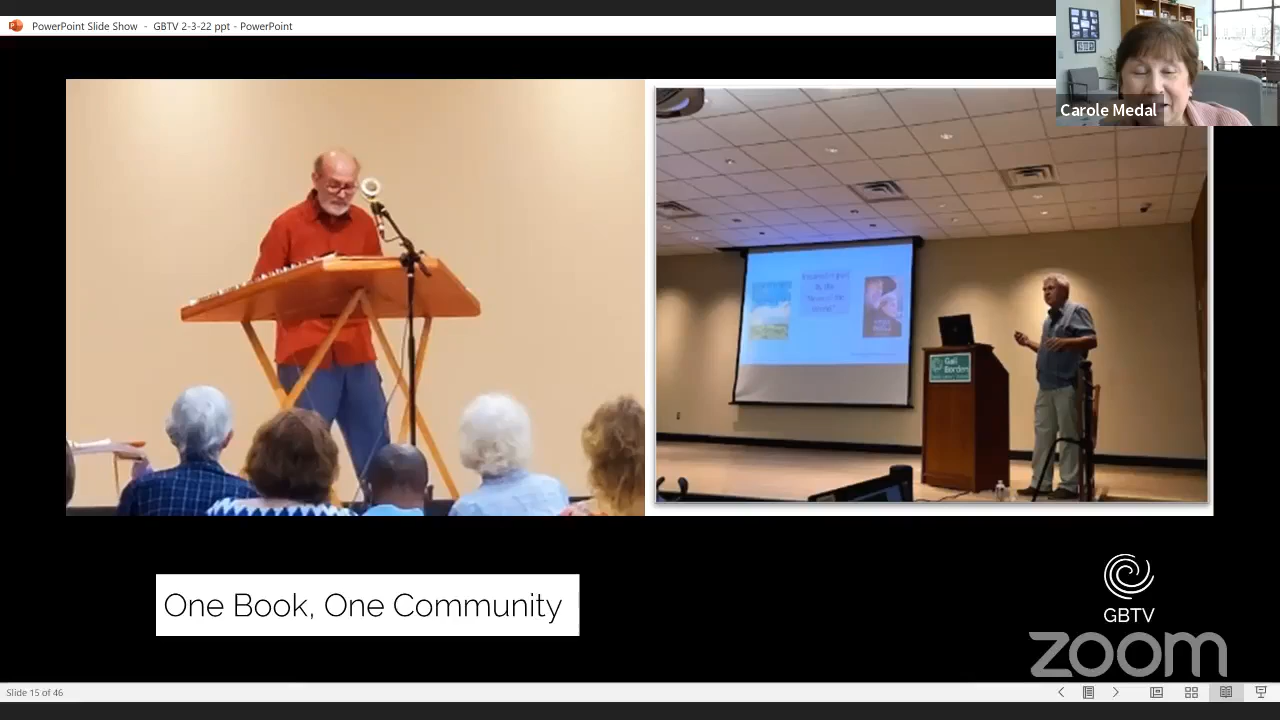 PowerPoint Slide Show - GBTV 2-3-22 ppt - PowerPoint
Carole Medal
Gail
Borden
One Book, One Community
GBTV
zoom
Slide 15 of 46